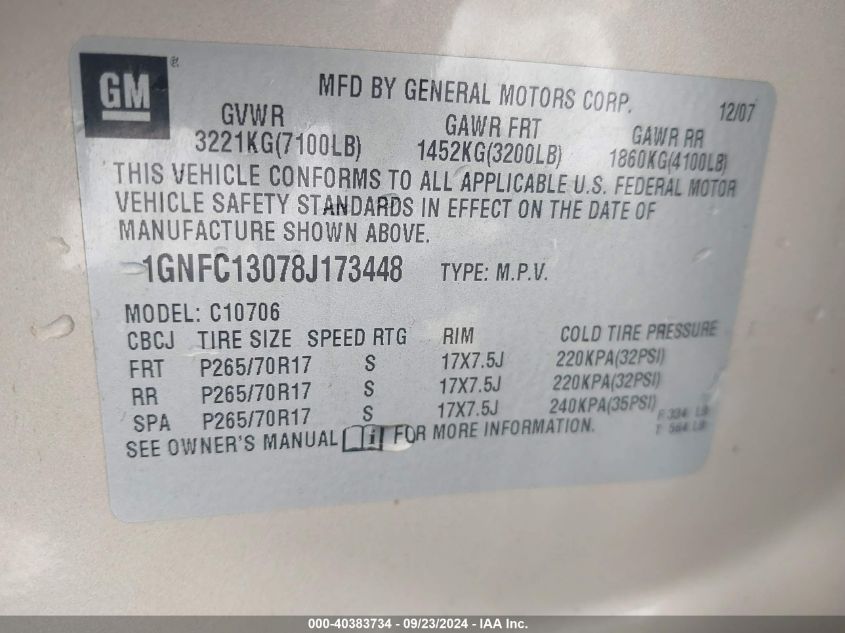 GM ®
MFD BY GENERAL MOTORS CORP. 12/07
GVWR GAWR FRT GAWR RR
3221KG(7100LB) 1452KG(3200LB) 1860KG(4100LB)
THIS VEHICLE CONFORMS TO ALL APPLICABLE U.S. FEDERAL MOTOR
VEHICLE SAFETY STANDARDS IN EFFECT ON THE DATE OF
MANUFACTURE SHOWN ABOVE.
1GNFC13078J173448 TYPE: M.P.V.
MODEL: C10706
CBCJ TIRE SIZE SPEED RTG RIM COLD TIRE PRESSURE
FRT P265/70R17 S 17X7.5J 220KPA(32PSI)
RR P265/70R17 S 17X7.5J 220KPA(32PSI)
SPA P265/70R17 S 17X7.5J 240KPA(35PSI)
SEE OWNER'S MANUAL i FOR MORE INFORMATION.
334 LB
564 LB
000-40383734 - 09/23/2024 - IAA Inc.